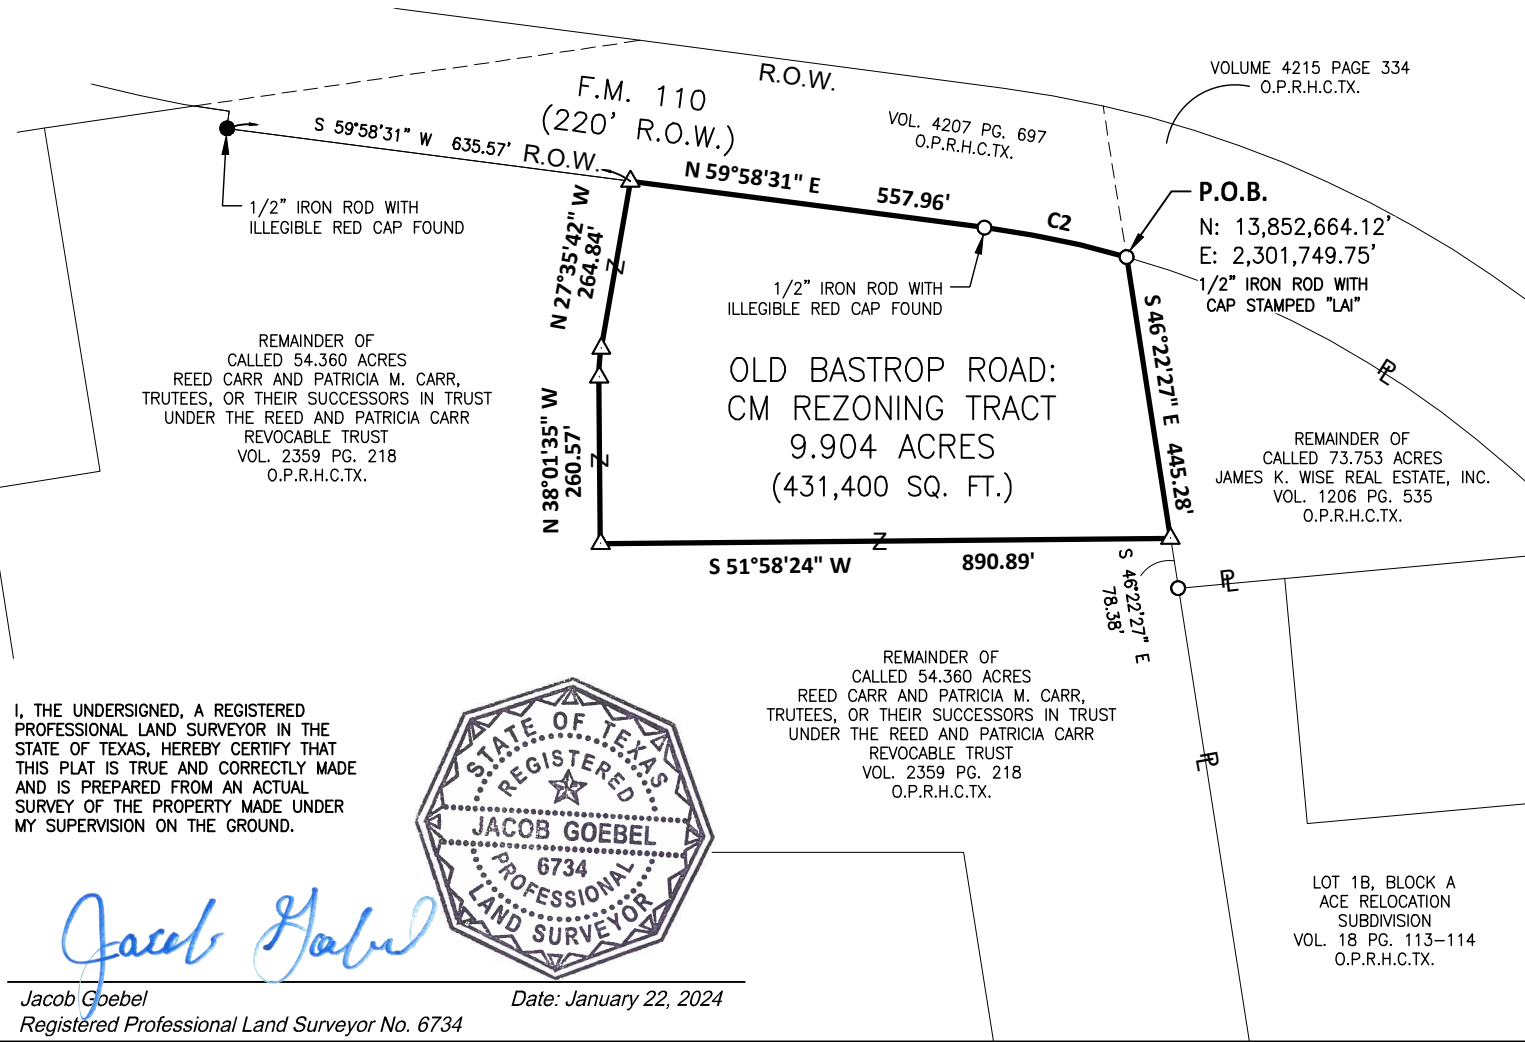 R.O.W.
VOLUME 4215 PAGE 334
O.P.R.H.C.TX.
F.M. 110
(220' R.O.W.)
VOL. 4207 PG. 697
O.P.R.H.C.TX.
S 59°58'31" W 635.57'
R.O.W.
N 59°58'31" E 557.96'
C2
P.O.B.
N: 13,852,664.12'
E: 2,301,749.75'
1/2" IRON ROD WITH
CAP STAMPED "LAI"
1/2" IRON ROD WITH
ILLEGIBLE RED CAP FOUND
N 27°35'42" W
264.84'
Z
1/2" IRON ROD WITH
ILLEGIBLE RED CAP FOUND
S 46°22'27" E 445.28'
REMAINDER OF
CALLED 54.360 ACRES
REED CARR AND PATRICIA M. CARR,
TRUTEES, OR THEIR SUCCESSORS IN TRUST
UNDER THE REED AND PATRICIA CARR
REVOCABLE TRUST
VOL. 2359 PG. 218
O.P.R.H.C.TX.
N 38°01'35" W
260.57'
Z
OLD BASTROP ROAD:
CM REZONING TRACT
9.904 ACRES
(431,400 SQ. FT.)
PL
REMAINDER OF
CALLED 73.753 ACRES
JAMES K. WISE REAL ESTATE, INC.
VOL. 1206 PG. 535
O.P.R.H.C.TX.
Z
S 51°58'24" W 890.89'
S 46°22'27" E
78.38'
PL
REMAINDER OF
CALLED 54.360 ACRES
REED CARR AND PATRICIA M. CARR,
TRUTEES, OR THEIR SUCCESSORS IN TRUST
UNDER THE REED AND PATRICIA CARR
REVOCABLE TRUST
VOL. 2359 PG. 218
O.P.R.H.C.TX.
PL
I, THE UNDERSIGNED, A REGISTERED
PROFESSIONAL LAND SURVEYOR IN THE
STATE OF TEXAS, HEREBY CERTIFY THAT
THIS PLAT IS TRUE AND CORRECTLY MADE
AND IS PREPARED FROM AN ACTUAL
SURVEY OF THE PROPERTY MADE UNDER
MY SUPERVISION ON THE GROUND.
STATE OF TEXAS
REGISTERED
JACOB GOEBEL
6734
PROFESSIONAL
LAND SURVEYOR
LOT 1B, BLOCK A
ACE RELOCATION
SUBDIVISION
VOL. 18 PG. 113-114
O.P.R.H.C.TX.
Jacob Goebel
Jacob Goebel Date: January 22, 2024
Registered Professional Land Surveyor No. 6734